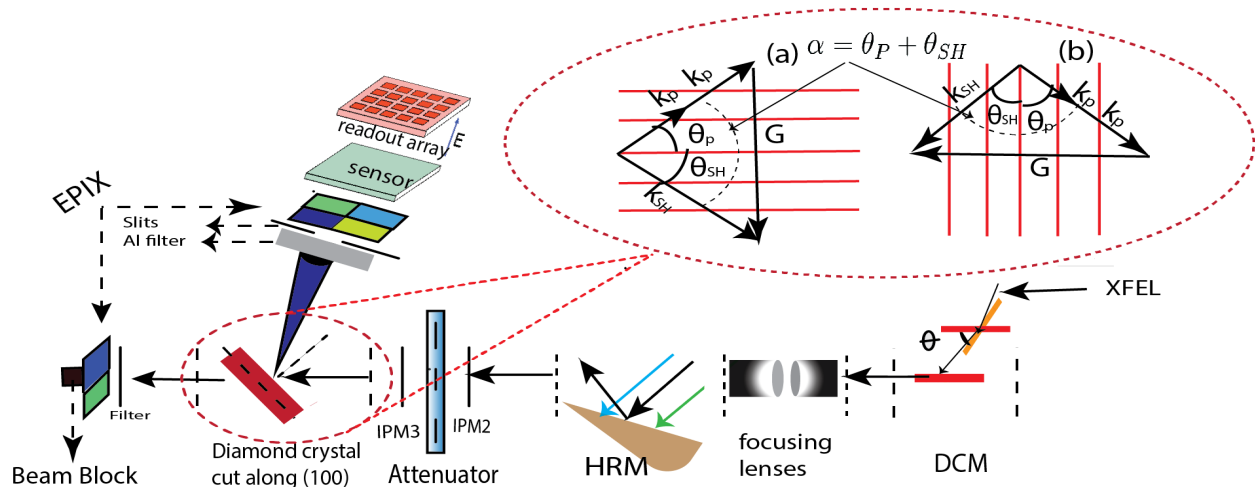 (a)
α = θP + θSH
(b)
kp
kp
θp
θSH
kSH
G
kSH
θSH
θp
kp
kp
G
readout array
E
sensor
EPIX
Slits
Al filter
XFEL
θ
Filter
IPM3
IPM2
Beam Block
Diamond crystal
cut along (100)
Attenuator
HRM
focusing
lenses
DCM